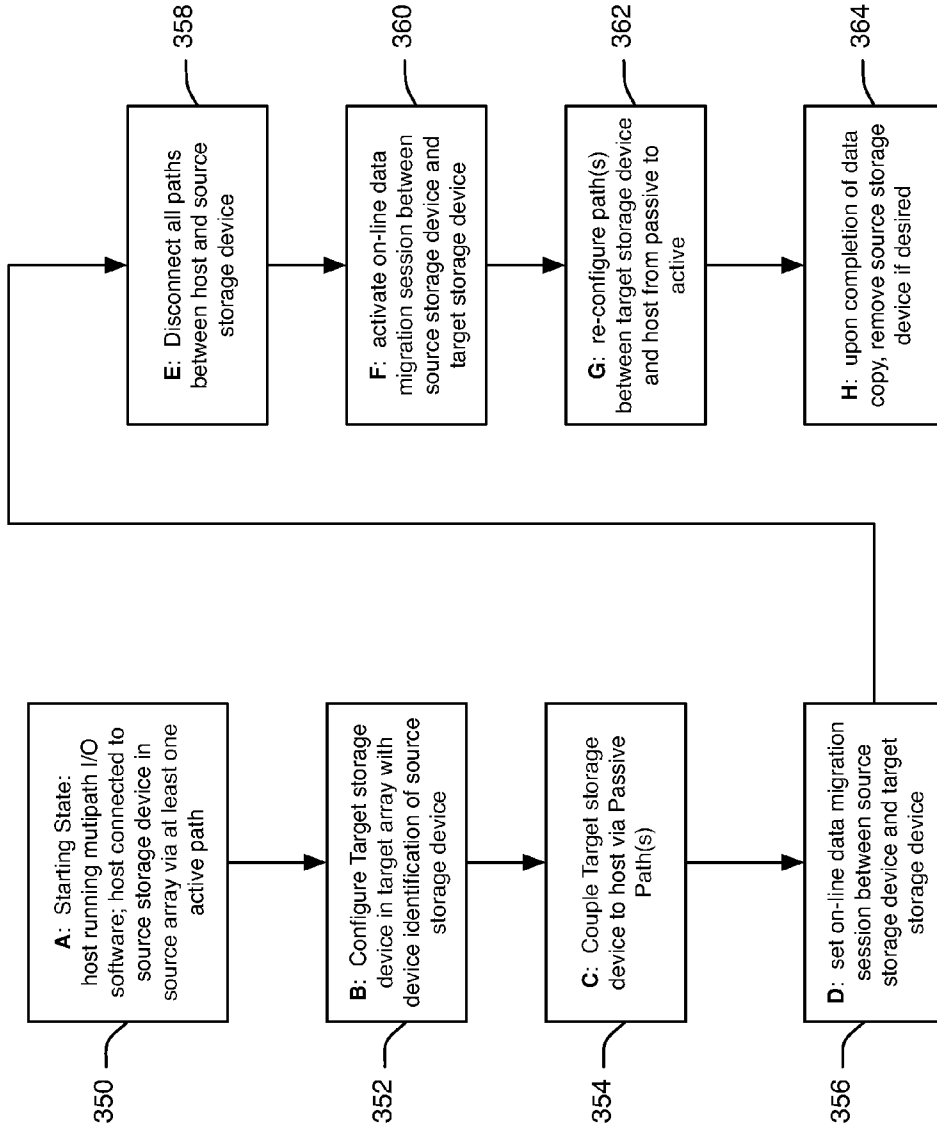 350
A: Starting State:
host running mutipath I/O
software; host connected to
source storage device in
source array via at least one
active path
352
B: Configure Target storage
device in target array with
device identification of source
storage device
354
C: Couple Target storage
device to host via Passive
Path(s)
356
D: set on-line data migration
session between source
storage device and target
storage device
E: Disconnect all paths
between host and source
storage device
358
F: activate on-line data
migration session between
source storage device and
target storage device
360
G: re-configure path(s)
between target storage device
and host from passive to
active
362
H: upon completion of data
copy, remove source storage
device if desired
364